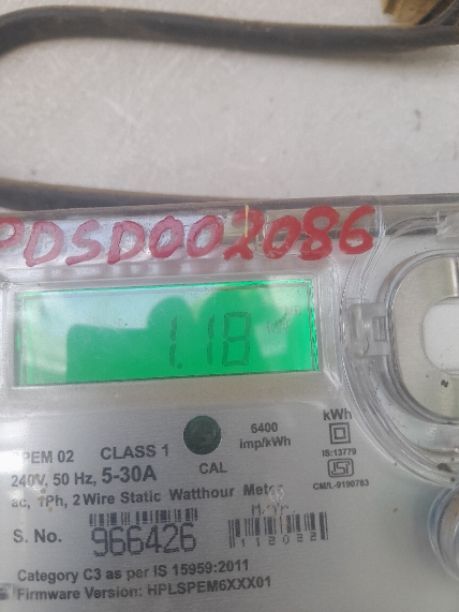 PDSD002086
1.18
6400
imp/kWh
kWh
IS:13779
SPEM 02 CLASS 1
CAL
CM/L-9190763
240V, 50 Hz, 5-30A
ac, 1Ph, 2 Wire Static Watthour Meter
S. No. 966426
Category C3 as per IS 15959:2011
Firmware Version: HPLSPEM6XXX01